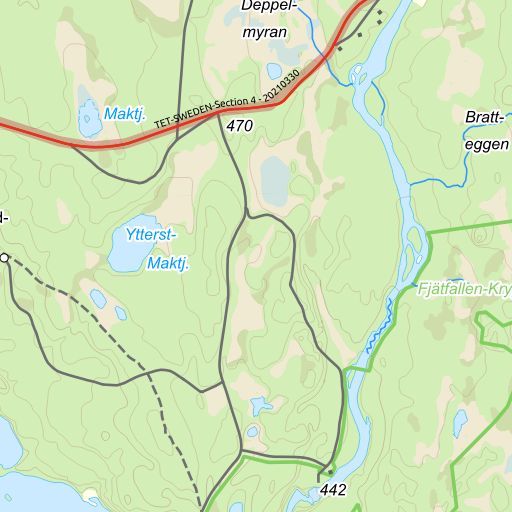 Deppel-
myran
TET-SWEDEN-Section 4 - 20210330
Maktj.
470
Bratt-
eggen
d-
Ytterst-
Maktj.
Fjätfallen-Kry
442